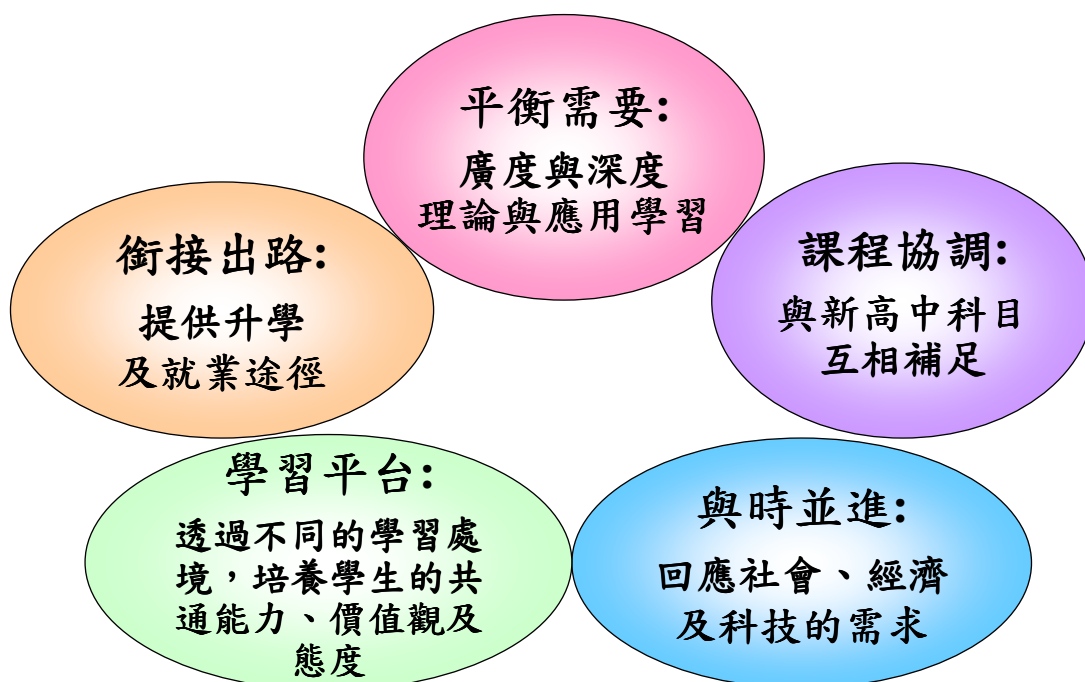 平衡需要:
廣度與深度
理論與應用學習
銜接出路:
提供升學
及就業途徑
課程協調:
與新高中科目
互相補足
學習平台:
透過不同的學習處
境，培養學生的共
通能力、價值觀及
態度
與時並進:
回應社會、經濟
及科技的需求